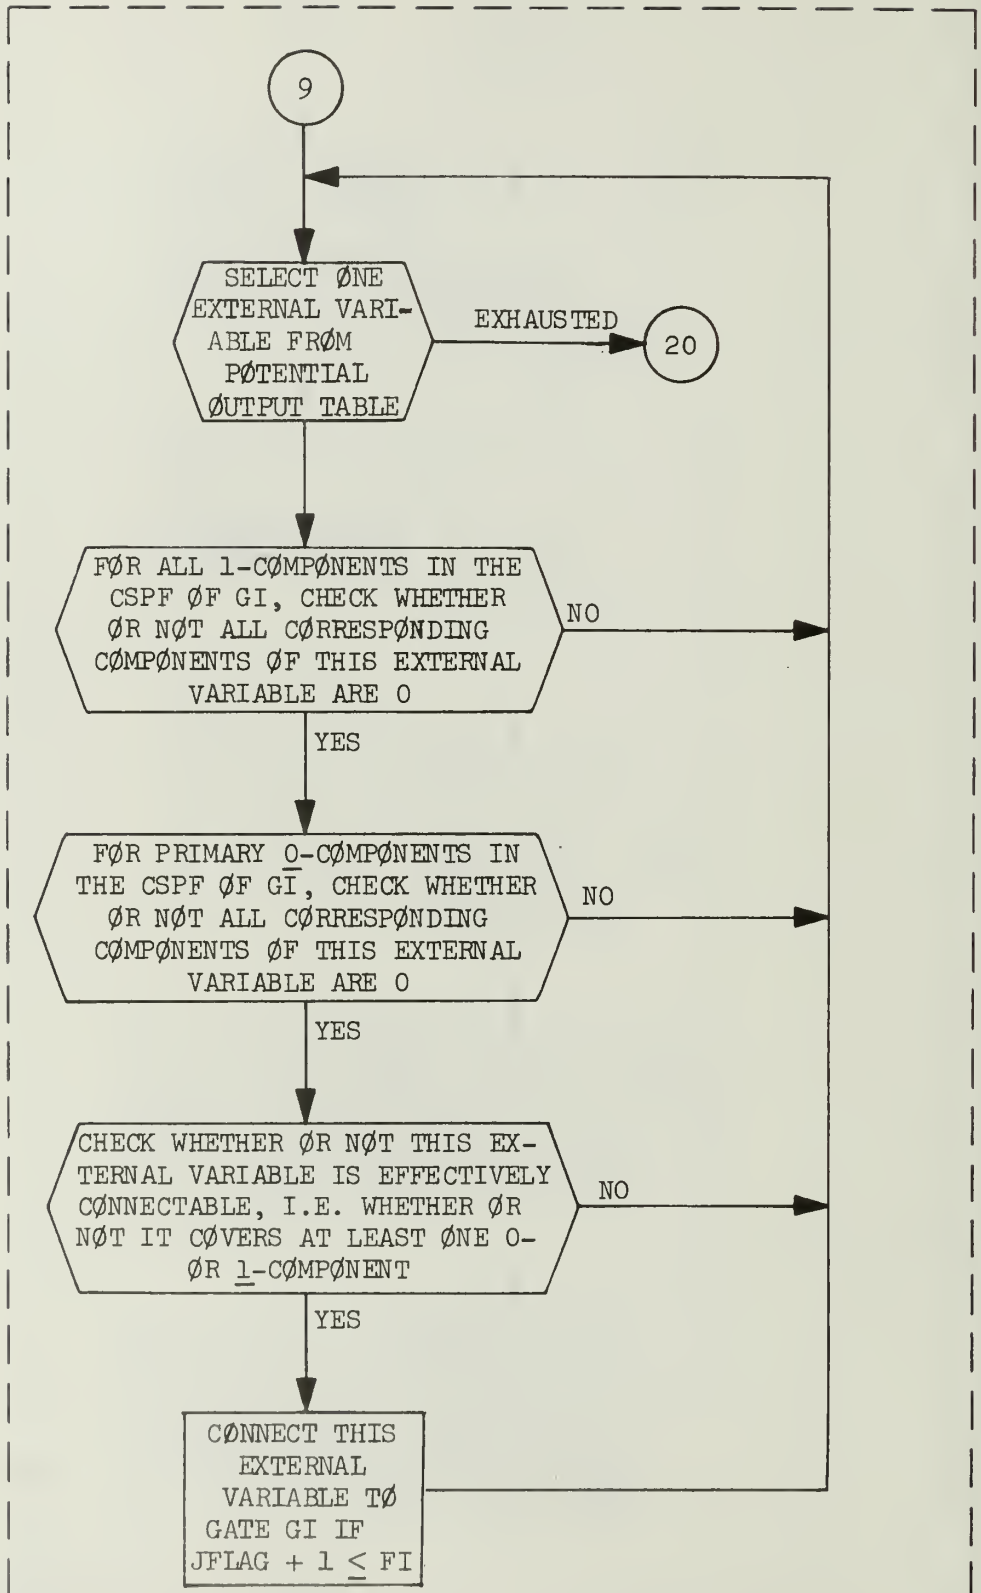 9
SELECT ØNE
EXTERNAL VARI-
ABLE FRØM
PØTENTIAL
ØUTPUT TABLE
EXHAUSTED
20
FØR ALL 1-CØMPØNENTS IN THE
CSPF ØF GI, CHECK WHETHER
ØR NØT ALL CØRRESPØNDING
CØMPØNENTS ØF THIS EXTERNAL
VARIABLE ARE 0
NO
YES
FØR PRIMARY 0-CØMPØNENTS IN
THE CSPF ØF GI, CHECK WHETHER
ØR NØT ALL CØRRESPØNDING
CØMPØNENTS ØF THIS EXTERNAL
VARIABLE ARE 0
NO
YES
CHECK WHETHER ØR NØT THIS EX-
TERNAL VARIABLE IS EFFECTIVELY
CØNNECTABLE, I.E. WHETHER ØR
NØT IT CØVERS AT LEAST ØNE 0-
ØR 1-CØMPØNENT
NO
YES
CØNNECT THIS
EXTERNAL
VARIABLE TØ
GATE GI IF
JFLAG + 1 ≤ FI